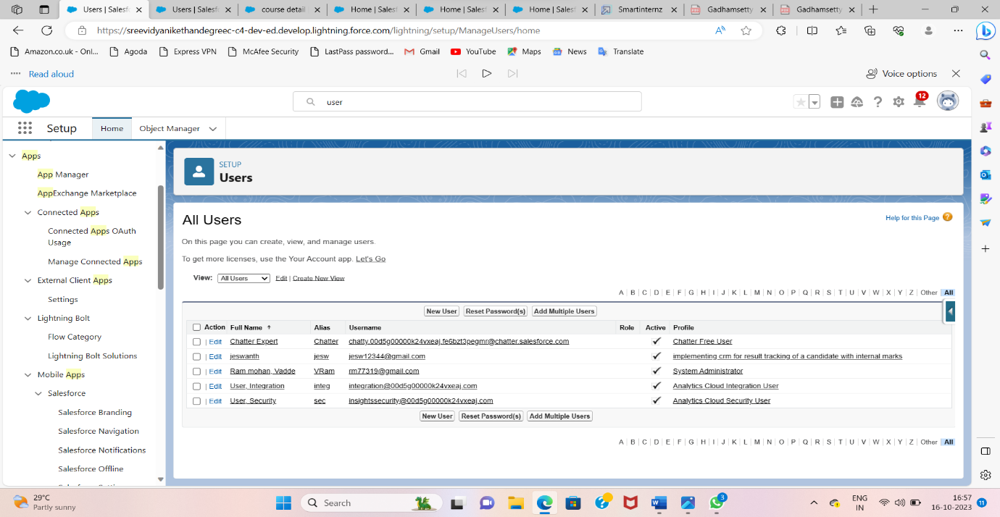 Users | Salesf
Users | Salesf
course detail
Home | Salesf
Home | Salesf
Home | Salesf
Smartinternz
Gadhamsetty
Gadhamsetty
https://sreevidyanikethandegreec-c4-dev-ed.develop.lightning.force.com/lightning/setup/ManageUsers/home
Amazon.co.uk - Onl...
Agoda
Express VPN
McAfee Security
LastPass password...
Gmail
YouTube
Maps
News
Translate
Read aloud
Voice options
user
12
Setup
Home
Object Manager
Apps
App Manager
AppExchange Marketplace
Connected Apps
Connected Apps OAuth
Usage
Manage Connected Apps
External Client Apps
Settings
Lightning Bolt
Flow Category
Lightning Bolt Solutions
Mobile Apps
Salesforce
Salesforce Branding
Salesforce Navigation
Salesforce Notifications
Salesforce Offline
SETUP
Users
All Users
Help for this Page
On this page you can create, view, and manage users.
To get more licenses, use the Your Account app. Let's Go
View: All Users Edit | Create New View
A | B | C | D | E | F | G | H | I | J | K | L | M | N | O | P | Q | R | S | T | U | V | W | X | Y | Z | Other | All
New User Reset Password(s) Add Multiple Users
Action Full Name Alias Username Role Active Profile
| Edit Chatter Expert Chatter chatty.00d5g00000k24vxeaj.fe6bzt3pegmr@chatter.salesforce.com Chatter Free User
| Edit jeswanth jesw jesw12344@gmail.com implementing crm for result tracking of a candidate with internal marks
| Edit Ram mohan, Vadde VRam rm77319@gmail.com System Administrator
| Edit User, Integration integ integration@00d5g00000k24vxeaj.com Analytics Cloud Integration User
| Edit User, Security sec insightssecurity@00d5g00000k24vxeaj.com Analytics Cloud Security User
New User Reset Password(s) Add Multiple Users
A | B | C | D | E | F | G | H | I | J | K | L | M | N | O | P | Q | R | S | T | U | V | W | X | Y | Z | Other | All
29°C
Partly sunny
Search
3
ENG
IN
16:57
16-10-2023
11